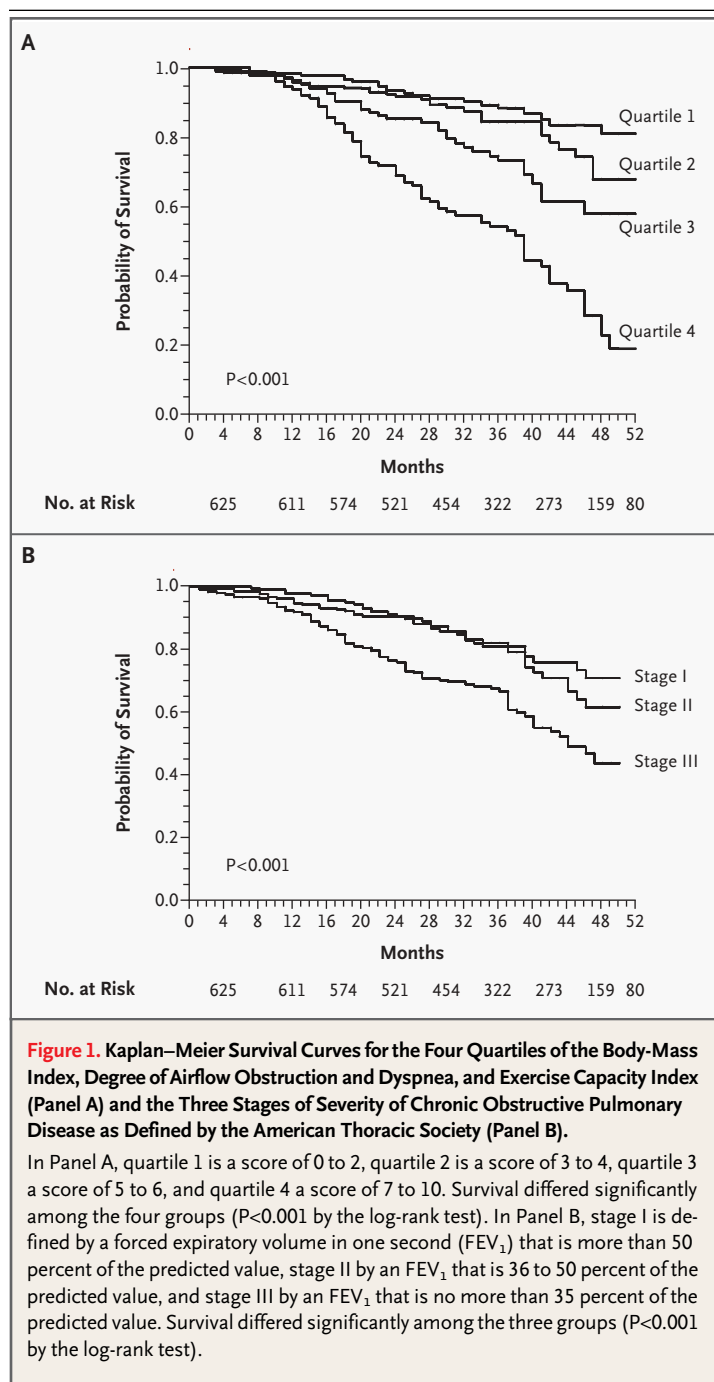 A
1.0
0.8
0.6
0.4
0.2
0.0
Probability of Survival
Quartile 1
Quartile 2
Quartile 3
Quartile 4
P<0.001
0 4 8 12 16 20 24 28 32 36 40 44 48 52
Months
No. at Risk 625 611 574 521 454 322 273 159 80
B
1.0
0.8
0.6
0.4
0.2
0.0
Probability of Survival
Stage I
Stage II
Stage III
P<0.001
0 4 8 12 16 20 24 28 32 36 40 44 48 52
Months
No. at Risk 625 611 574 521 454 322 273 159 80
Figure 1. Kaplan–Meier Survival Curves for the Four Quartiles of the Body-Mass
Index, Degree of Airflow Obstruction and Dyspnea, and Exercise Capacity Index
(Panel A) and the Three Stages of Severity of Chronic Obstructive Pulmonary
Disease as Defined by the American Thoracic Society (Panel B).
In Panel A, quartile 1 is a score of 0 to 2, quartile 2 is a score of 3 to 4, quartile 3
a score of 5 to 6, and quartile 4 a score of 7 to 10. Survival differed significantly
among the four groups (P<0.001 by the log-rank test). In Panel B, stage I is de-
fined by a forced expiratory volume in one second (FEV₁) that is more than 50
percent of the predicted value, stage II by an FEV₁ that is 36 to 50 percent of the
predicted value, and stage III by an FEV₁ that is no more than 35 percent of the
predicted value. Survival differed significantly among the three groups (P<0.001
by the log-rank test).